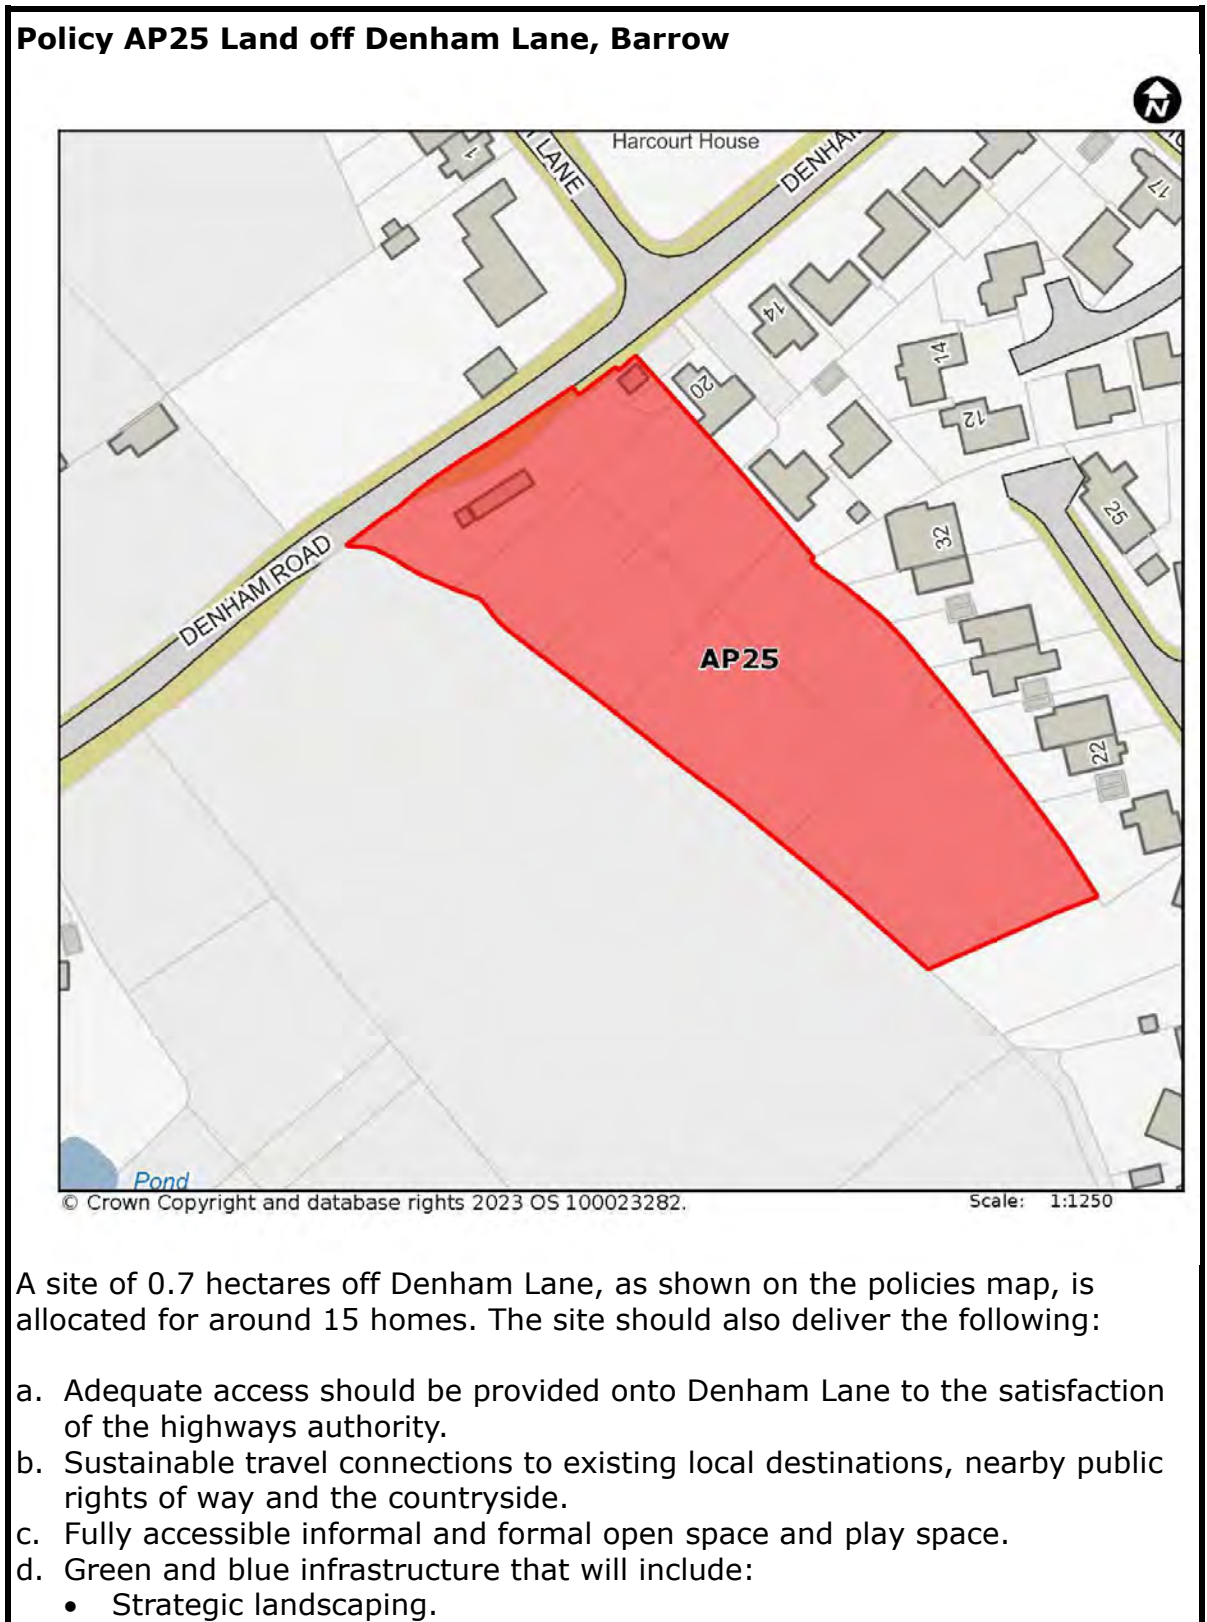 Policy AP25 Land off Denham Lane, Barrow
N
Harcourt House
LANE
DENHAM
1
17
14
20
14
12
25
32
DENHAM ROAD
AP25
22
Pond
© Crown Copyright and database rights 2023 OS 100023282.
Scale: 1:1250
A site of 0.7 hectares off Denham Lane, as shown on the policies map, is
allocated for around 15 homes. The site should also deliver the following:
a. Adequate access should be provided onto Denham Lane to the satisfaction
of the highways authority.
b. Sustainable travel connections to existing local destinations, nearby public
rights of way and the countryside.
c. Fully accessible informal and formal open space and play space.
d. Green and blue infrastructure that will include:
• Strategic landscaping.